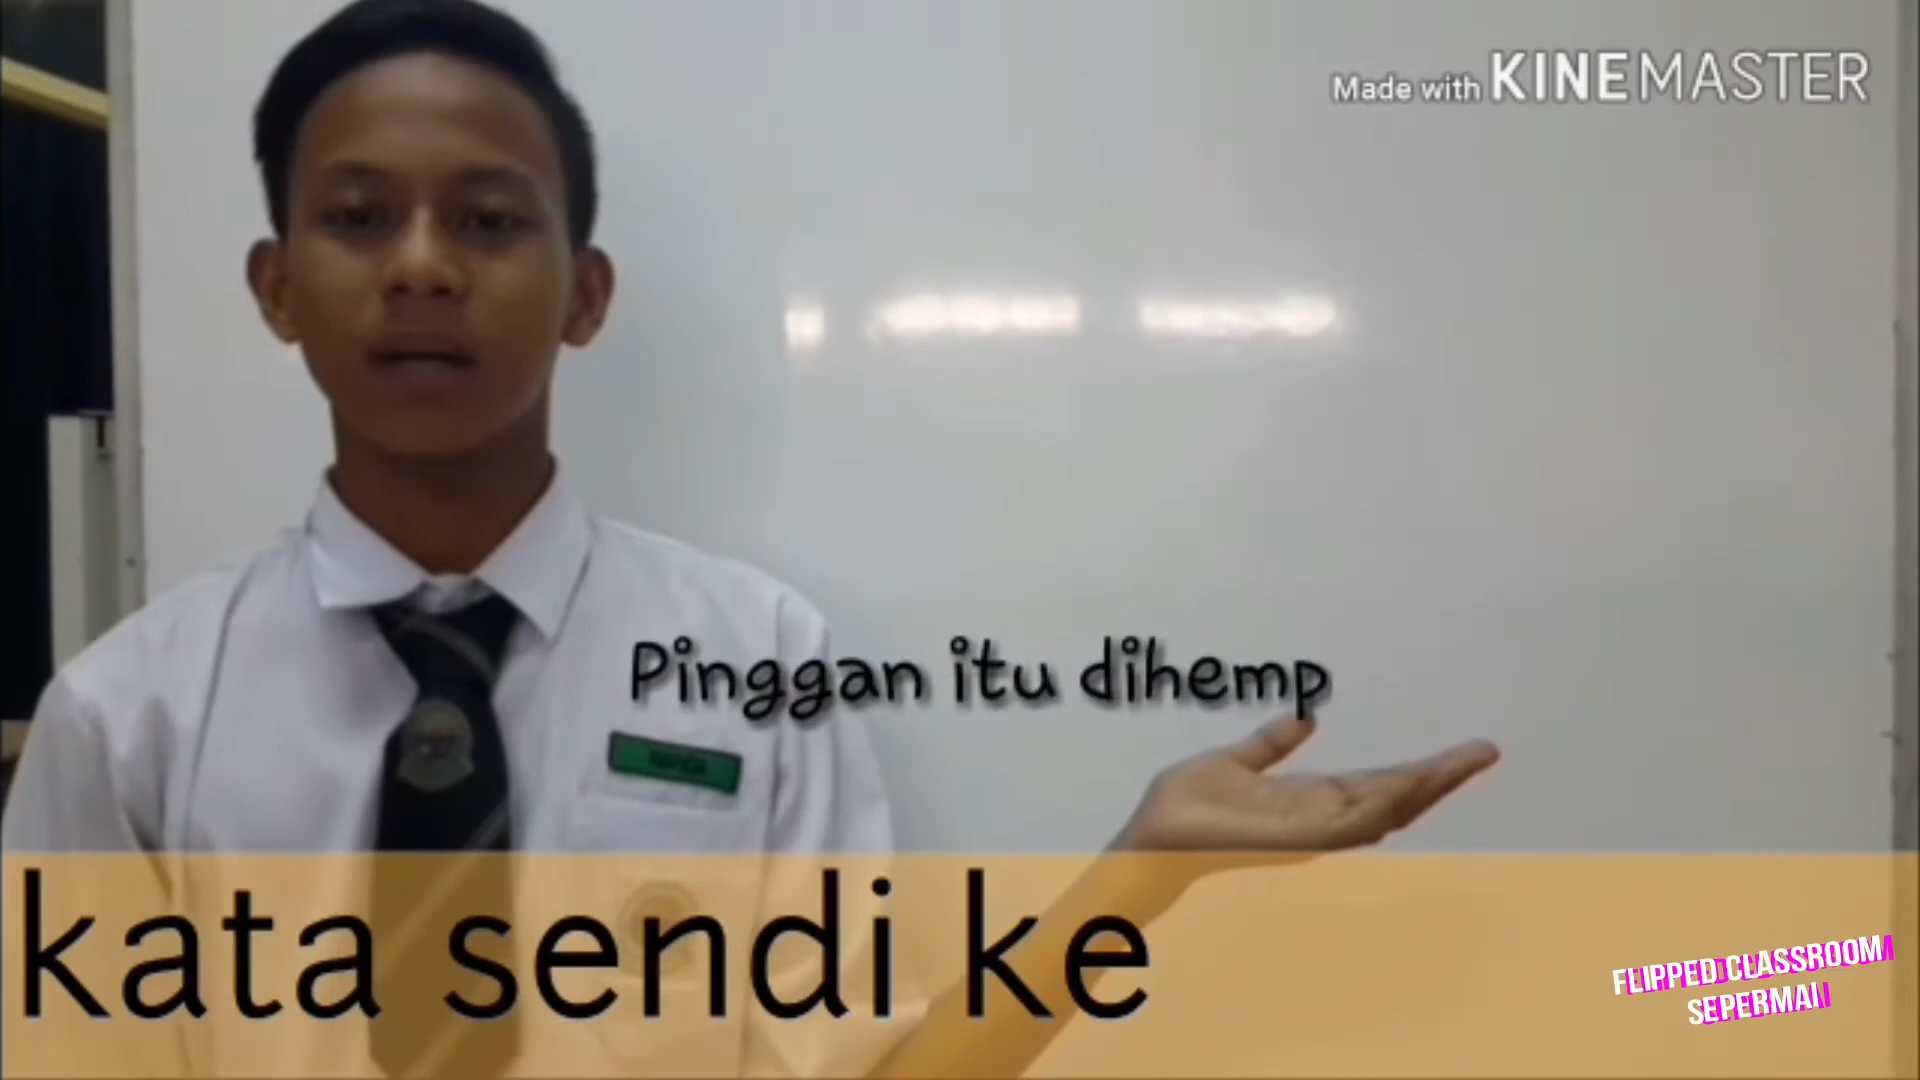 Made with KINEMASTER
Pinggan itu dihemp
kata sendi ke
FLIPPED CLASSROOM
SEPERMAI